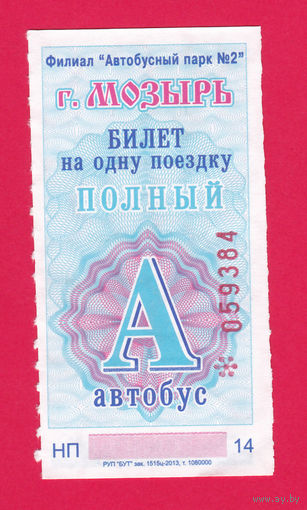 Филиал "Автобусный парк №2"
г. МОЗЫРЬ
БИЛЕТ
на одну поездку
ПОЛНЫЙ
А
059384
автобус
НП 14
РУП "БУТ" зак. 1515ц-2013, т. 1080000
www.ay.by